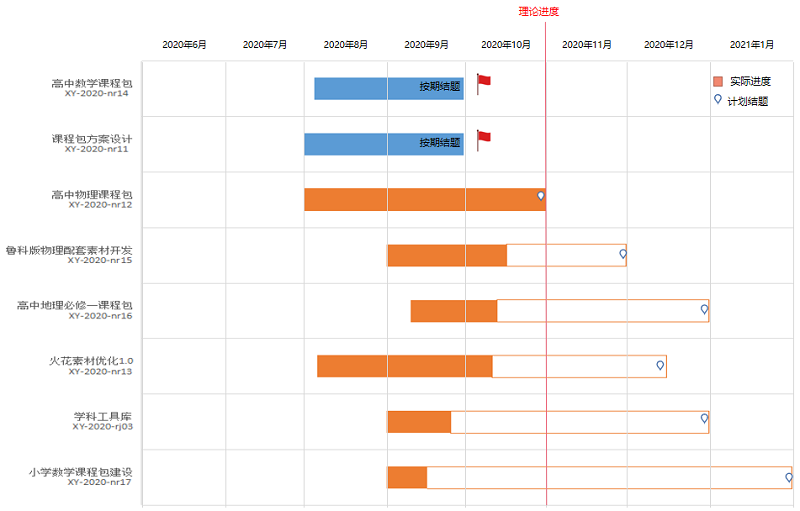 理论进度
2020年6月 2020年7月 2020年8月 2020年9月 2020年10月 2020年11月 2020年12月 2021年1月
高中数学课程包
XY-2020-nr14
按期结题
实际进度
计划结题
课程包方案设计
XY-2020-nr11
按期结题
高中物理课程包
XY-2020-nr12
鲁科版物理配套素材开发
XY-2020-nr15
高中地理必修一课程包
XY-2020-nr16
火花素材优化1.0
XY-2020-nr13
学科工具库
XY-2020-rj03
小学数学课程包建设
XY-2020-nr17